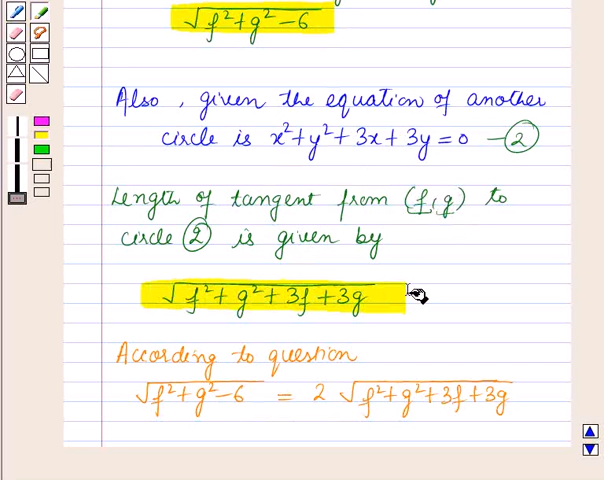 √f²+g²-6
Also, given the equation of another
circle is x²+y²+3x+3y=0 -②
Length of tangent from (f,g) to
circle ② is given by
√f²+g²+3f+3g
According to question
√f²+g²-6 = 2 √f²+g²+3f+3g